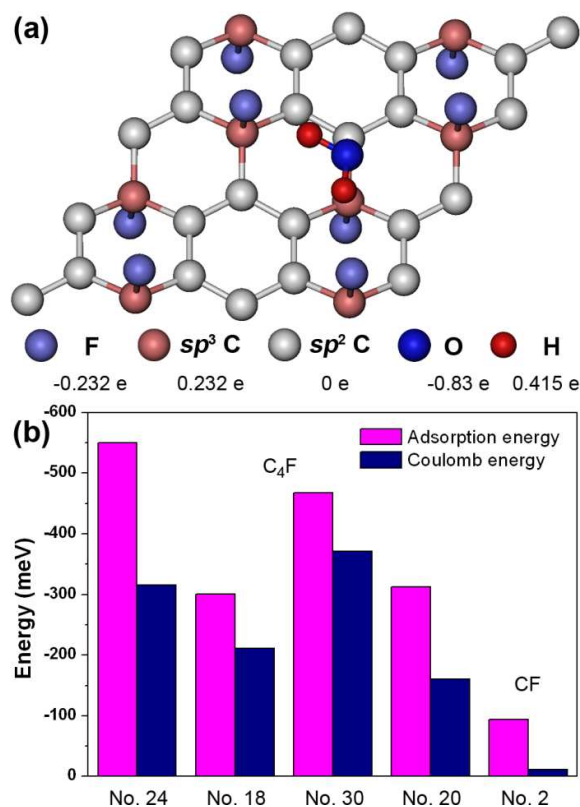 (a)
F sp³ C sp² C O H
-0.232 e 0.232 e 0 e -0.83 e 0.415 e
(b)
-600
-500
-400
-300
-200
-100
0
Energy (meV)
Adsorption energy
Coulomb energy
C₄F
CF
No. 24 No. 18 No. 30 No. 20 No. 2